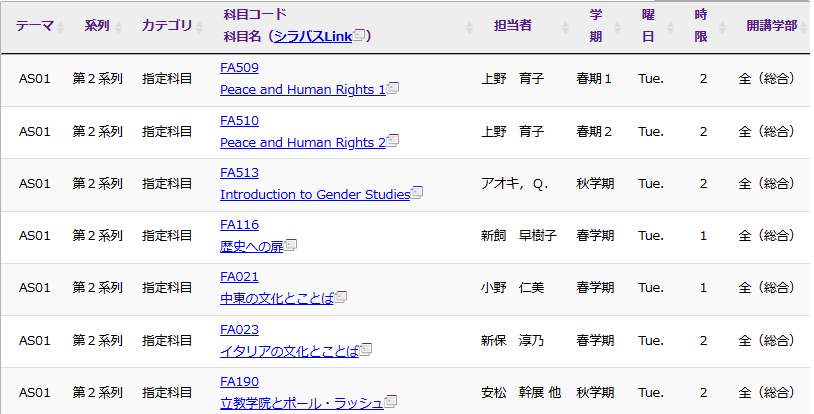 テーマ 系列 カテゴリ 科目コード 科目名（シラバスLink） 担当者 学期 曜日 時限 開講学部
AS01 第２系列 指定科目 FA509 Peace and Human Rights 1 上野　育子 春期１ Tue. 2 全（総合）
AS01 第２系列 指定科目 FA510 Peace and Human Rights 2 上野　育子 春期２ Tue. 2 全（総合）
AS01 第２系列 指定科目 FA513 Introduction to Gender Studies アオキ，Ｑ． 秋学期 Tue. 2 全（総合）
AS01 第２系列 指定科目 FA116 歴史への扉 新飼　早樹子 春学期 Tue. 1 全（総合）
AS01 第２系列 指定科目 FA021 中東の文化とことば 小野　仁美 春学期 Tue. 1 全（総合）
AS01 第２系列 指定科目 FA023 イタリアの文化とことば 新保　淳乃 春学期 Tue. 2 全（総合）
AS01 第２系列 指定科目 FA190 立教学院とポール・ラッシュ 安松　幹展 他 秋学期 Tue. 2 全（総合）